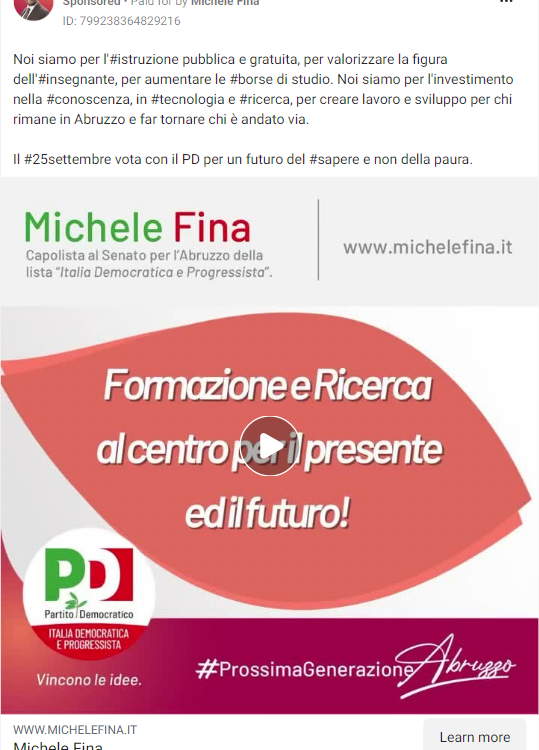 Sponsored • Paid for by Michele Fina
ID: 799238364829216
Noi siamo per l'#istruzione pubblica e gratuita, per valorizzare la figura
dell'#insegnante, per aumentare le #borse di studio. Noi siamo per l'investimento
nella #conoscenza, in #tecnologia e #ricerca, per creare lavoro e sviluppo per chi
rimane in Abruzzo e far tornare chi è andato via.
Il #25settembre vota con il PD per un futuro del #sapere e non della paura.
Michele Fina
Capolista al Senato per l'Abruzzo della
lista "Italia Democratica e Progressista".
www.michelefina.it
Formazione e Ricerca
al centro per il presente
ed il futuro!
PD
Partito Democratico
ITALIA DEMOCRATICA
E PROGRESSISTA
Vincono le idee.
#ProssimaGenerazione Abruzzo
WWW.MICHELEFINA.IT
Michele Fina
Learn more